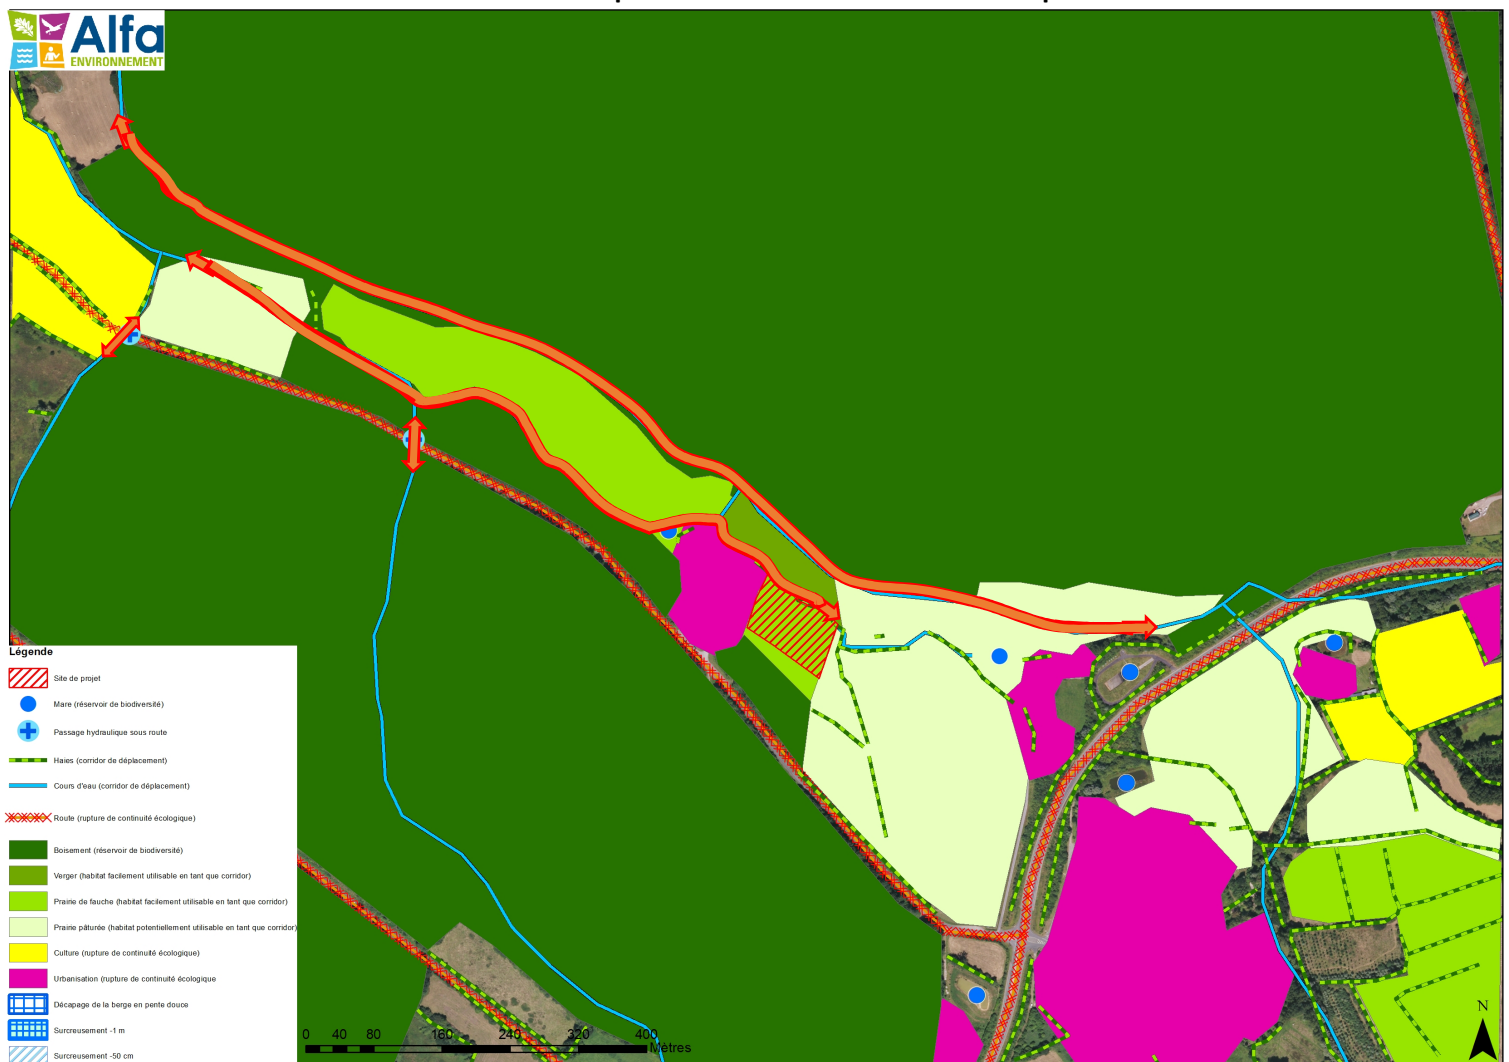 Alfa
ENVIRONNEMENT
Légende
Site de projet
Mare (réservoir de biodiversité)
Passage hydraulique sous route
Haies (corridor de déplacement)
Cours d'eau (corridor de déplacement)
Route (rupture de continuité écologique)
Boisement (réservoir de biodiversité)
Verger (habitat facilement utilisable en tant que corridor)
Prairie de fauche (habitat facilement utilisable en tant que corridor)
Prairie pâturée (habitat potentiellement utilisable en tant que corridor)
Culture (rupture de continuité écologique)
Urbanisation (rupture de continuité écologique
Décapage de la berge en pente douce
Surcreusement -1 m
Surcreusement -50 cm
0 40 80 160 240 320 400
Mètres
N